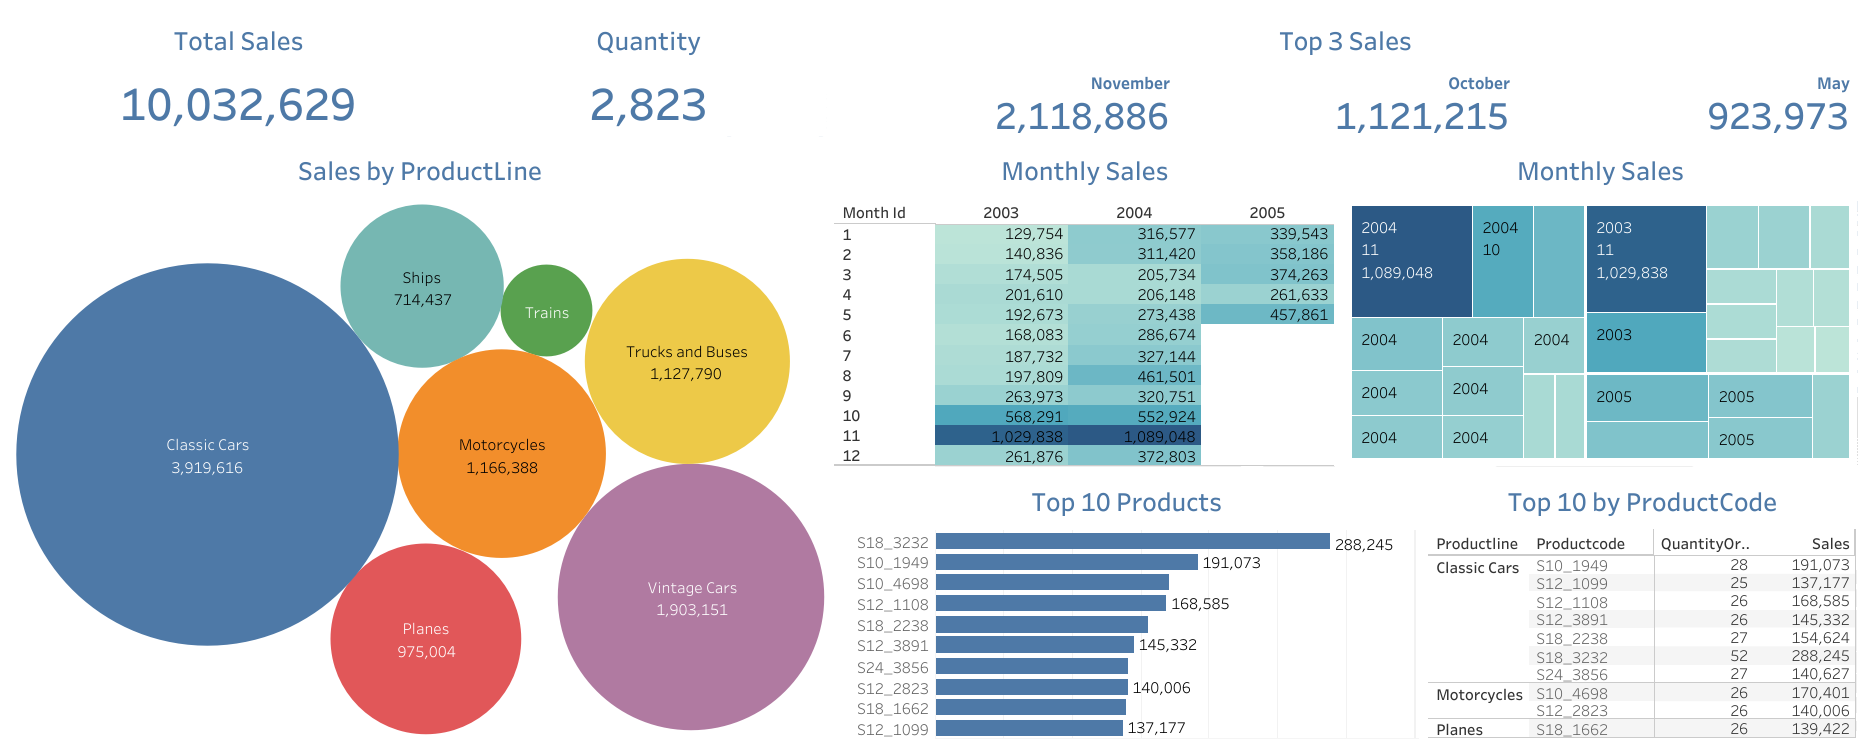 Total Sales
10,032,629
Quantity
2,823
Top 3 Sales
November
2,118,886
October
1,121,215
May
923,973
Sales by ProductLine
Ships
714,437
Trains
Trucks and Buses
1,127,790
Classic Cars
3,919,616
Motorcycles
1,166,388
Vintage Cars
1,903,151
Planes
975,004
Monthly Sales
Month Id 2003 2004 2005
1 129,754 316,577 339,543
2 140,836 311,420 358,186
3 174,505 205,734 374,263
4 201,610 206,148 261,633
5 192,673 273,438 457,861
6 168,083 286,674
7 187,732 327,144
8 197,809 461,501
9 263,973 320,751
10 568,291 552,924
11 1,029,838 1,089,048
12 261,876 372,803
Monthly Sales
2004
11
1,089,048
2004
10
2003
11
1,029,838
2004 2004 2004
2003
2004 2004
2005 2005
2004 2004
2005
Top 10 Products
S18_3232 288,245
S10_1949 191,073
S10_4698
S12_1108 168,585
S18_2238
S12_3891 145,332
S24_3856
S12_2823 140,006
S18_1662
S12_1099 137,177
Top 10 by ProductCode
Productline Productcode QuantityOr.. Sales
Classic Cars S10_1949 28 191,073
S12_1099 25 137,177
S12_1108 26 168,585
S12_3891 26 145,332
S18_2238 27 154,624
S18_3232 52 288,245
S24_3856 27 140,627
Motorcycles S10_4698 26 170,401
S12_2823 26 140,006
Planes S18_1662 26 139,422